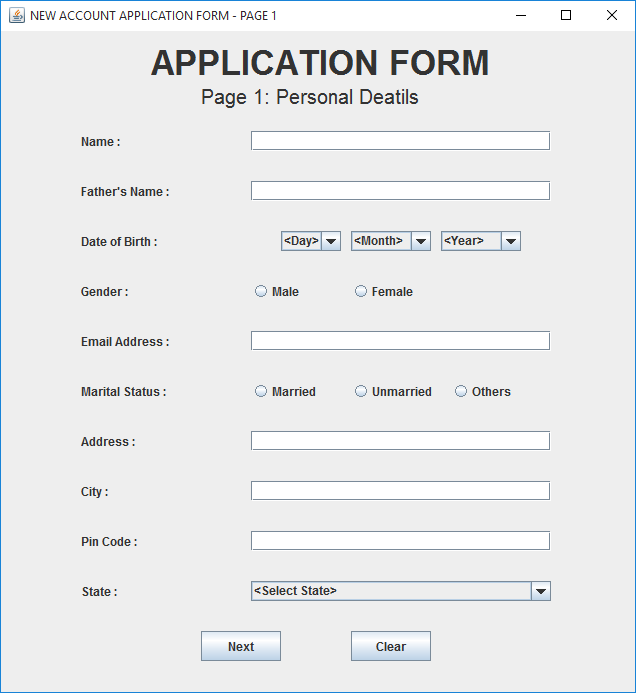 NEW ACCOUNT APPLICATION FORM - PAGE 1
APPLICATION FORM
Page 1: Personal Deatils
Name :
Father's Name :
Date of Birth : <Day> <Month> <Year>
Gender : Male Female
Email Address :
Marital Status : Married Unmarried Others
Address :
City :
Pin Code :
State : <Select State>
Next Clear